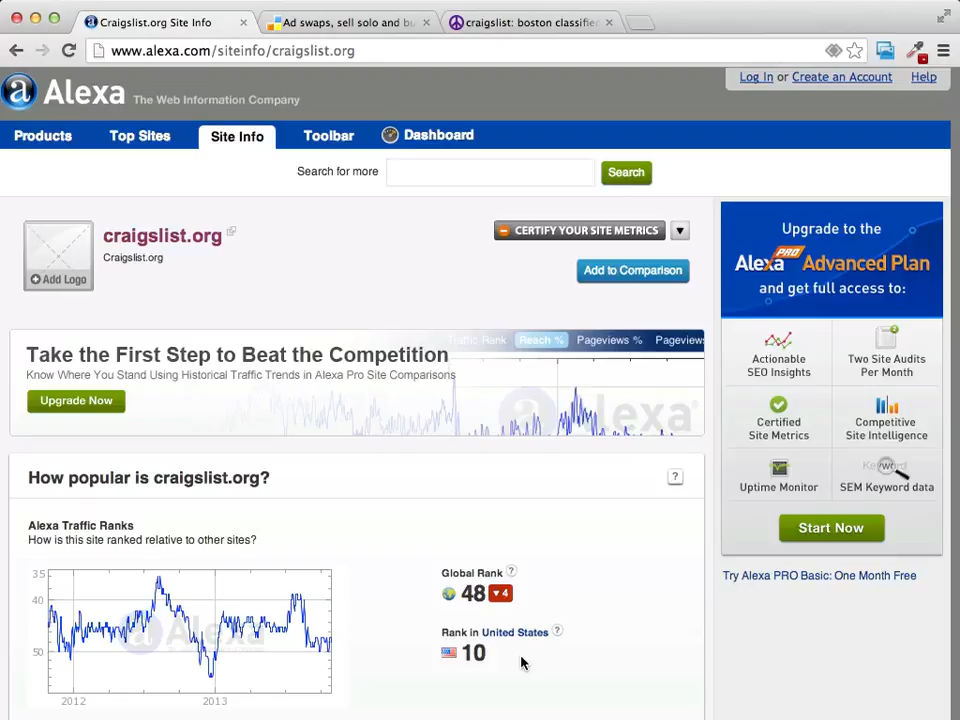 Craigslist.org Site Info
Ad swaps, sell solo and bu
craigslist: boston classifie
www.alexa.com/siteinfo/craigslist.org
a Alexa The Web Information Company
Log In or Create an Account Help
Products Top Sites Site Info Toolbar Dashboard
Search for more Search
craigslist.org
Craigslist.org
Add Logo
CERTIFY YOUR SITE METRICS
Add to Comparison
Traffic Rank Reach % Pageviews % Pageviews
Take the First Step to Beat the Competition
Know Where You Stand Using Historical Traffic Trends in Alexa Pro Site Comparisons
Upgrade Now
alexa
How popular is craigslist.org?
?
Alexa Traffic Ranks
How is this site ranked relative to other sites?
35
40
50
2012 2013
a Alexa
Global Rank ?
48 4
Rank in United States ?
10
Upgrade to the
Alexa PRO Advanced Plan
and get full access to:
Actionable
SEO Insights
Two Site Audits
Per Month
Certified
Site Metrics
Competitive
Site Intelligence
Uptime Monitor
Keyword
SEM Keyword data
Start Now
Try Alexa PRO Basic: One Month Free